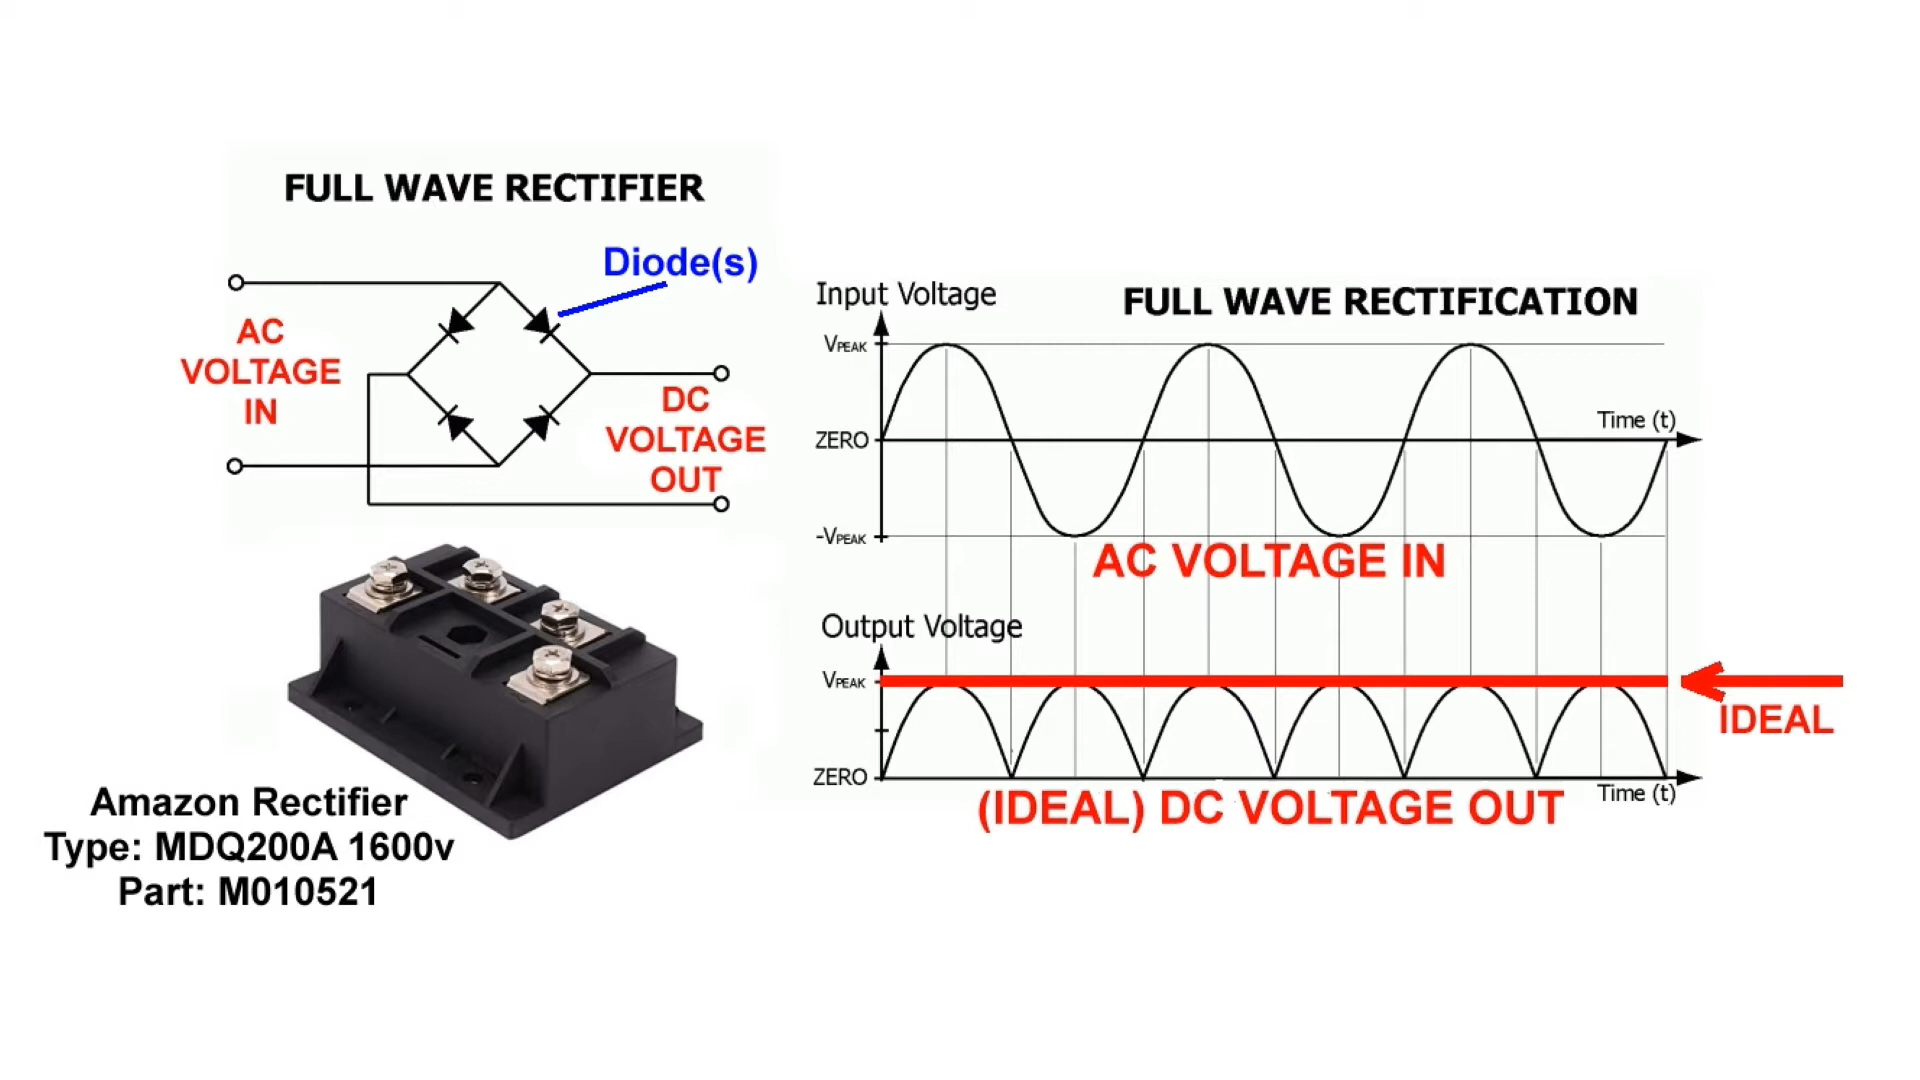 FULL WAVE RECTIFIER
Diode(s)
AC
VOLTAGE
IN
DC
VOLTAGE
OUT
Amazon Rectifier
Type: MDQ200A 1600v
Part: M010521
Input Voltage
FULL WAVE RECTIFICATION
VPEAK
ZERO
Time (t)
-VPEAK
AC VOLTAGE IN
Output Voltage
VPEAK
IDEAL
ZERO
Time (t)
(IDEAL) DC VOLTAGE OUT